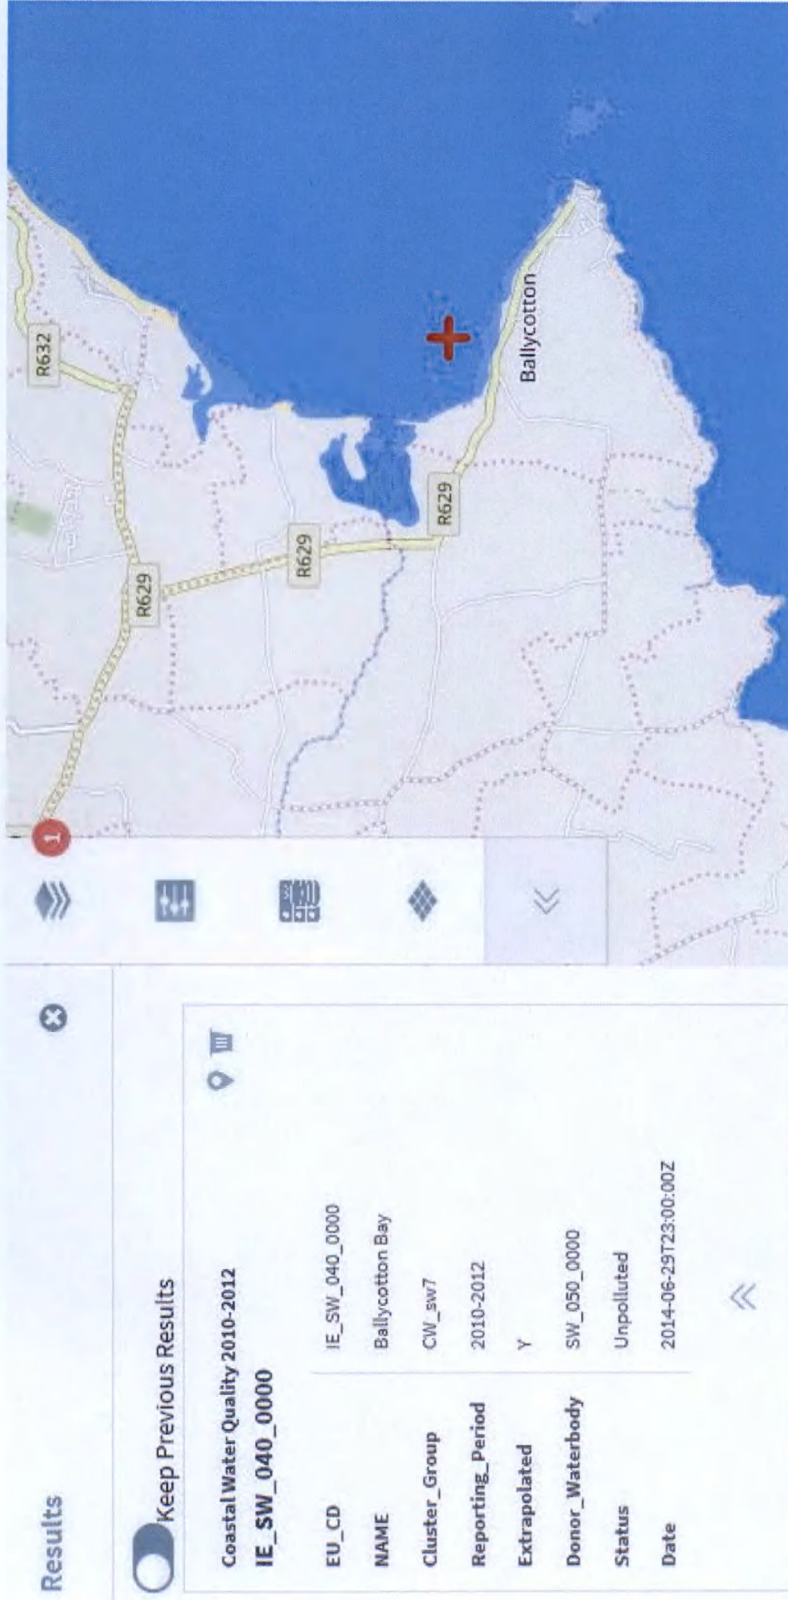 Results
Keep Previous Results
Coastal Water Quality 2010-2012
IE_SW_040_0000
EU_CD IE_SW_040_0000
NAME Ballycotton Bay
Cluster_Group CW_sw7
Reporting_Period 2010-2012
Extrapolated Y
Donor_Waterbody SW_050_0000
Status Unpolluted
Date 2014-06-29T23:00:00Z
1
R632
R629
R629
R629
Ballycotton